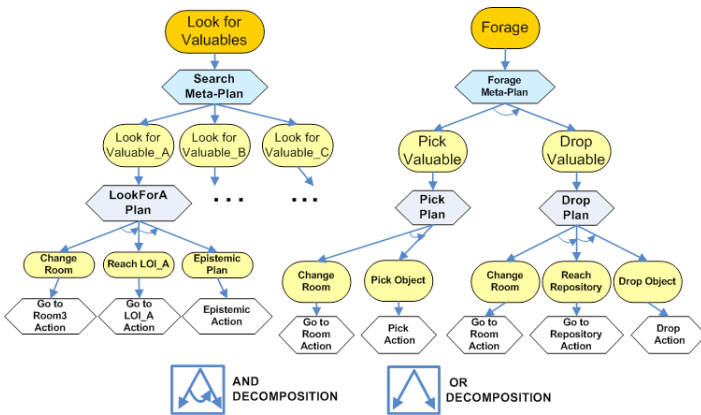 Look for
Valuables
Forage
Search
Meta-Plan
Forage
Meta-Plan
Look for
Valuable_A
Look for
Valuable_B
Look for
Valuable_C
Pick
Valuable
Drop
Valuable
LookForA
Plan
...
...
Pick
Plan
Drop
Plan
Change
Room
Reach LOI_A
Epistemic
Plan
Change
Room
Pick Object
Change
Room
Reach
Repository
Drop Object
Go to
Room3
Action
Go to
LOI_A
Action
Epistemic
Action
Go to
Room Action
Pick
Action
Go to
Room Action
Go to
Repository
Action
Drop
Action
AND
DECOMPOSITION
OR
DECOMPOSITION